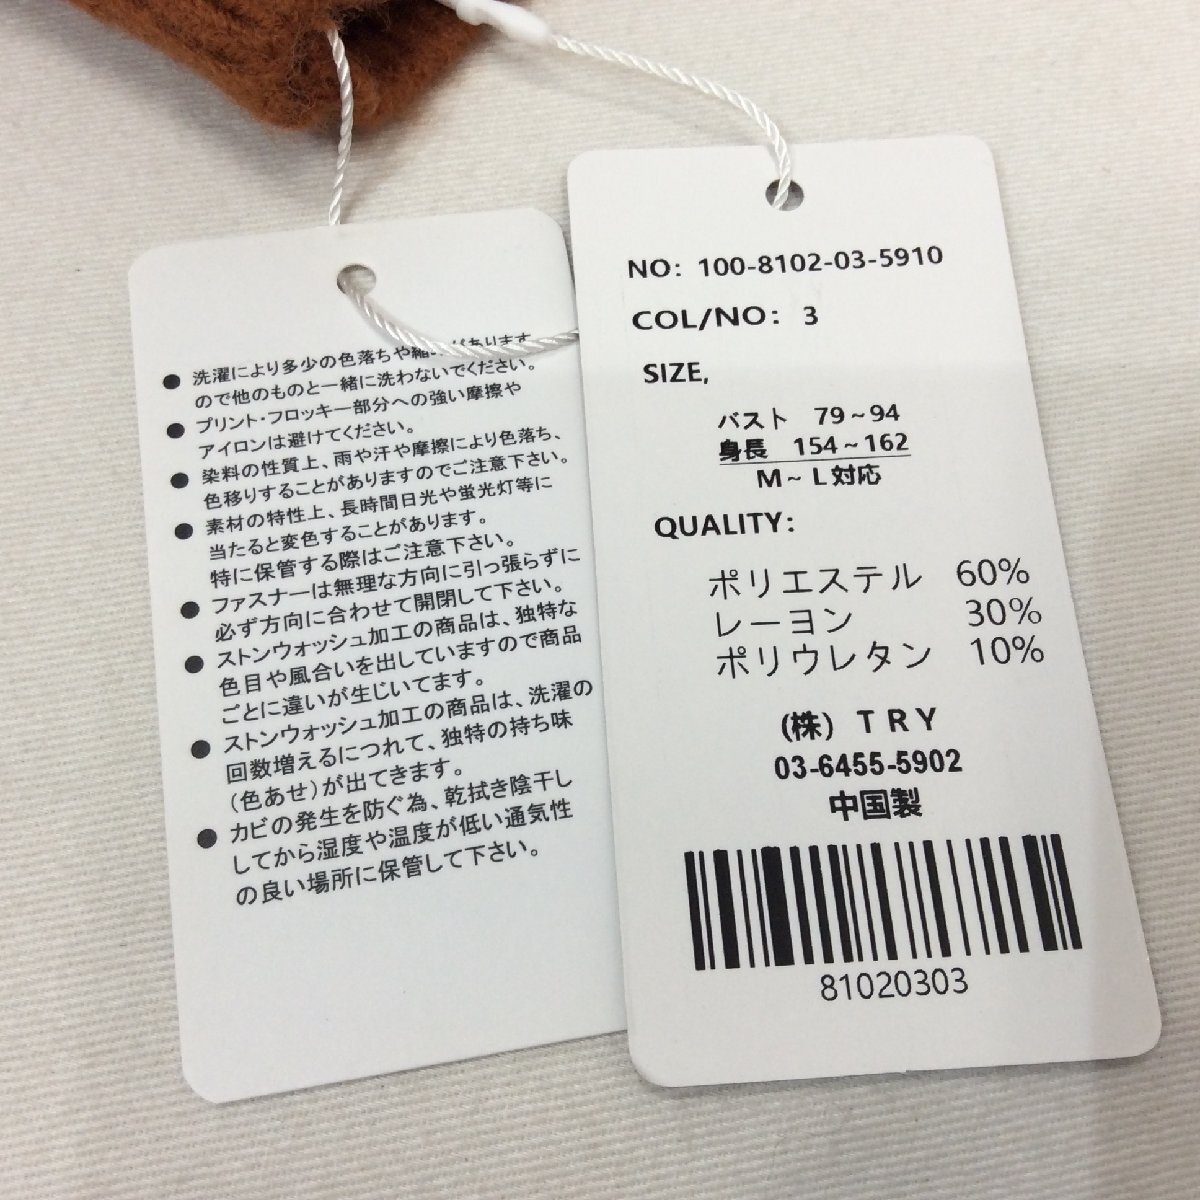 ● 洗濯により多少の色落ちや縮みがあります
ので他のものと一緒に洗わないでください。
● プリント・フロッキー部分への強い摩擦や
アイロンは避けてください。
● 染料の性質上、雨や汗や摩擦により色落ち、
色移りすることがありますのでご注意下さい。
● 素材の特性上、長時間日光や蛍光灯等に
当たると変色することがあります。
特に保管する際はご注意下さい。
● ファスナーは無理な方向に引っ張らずに
必ず方向に合わせて開閉して下さい。
● ストンウォッシュ加工の商品は、独特な
色目や風合いを出していますので商品
ごとに違いが生じいてます。
● ストンウォッシュ加工の商品は、洗濯の
回数増えるにつれて、独特の持ち味
(色あせ)が出てきます。
● カビの発生を防ぐ為、乾拭き陰干し
してから湿度や温度が低い通気性
の良い場所に保管して下さい。
NO: 100-8102-03-5910
COL/NO: 3
SIZE,
バスト 79~94
身長 154~162
M~L対応
QUALITY:
ポリエステル 60%
レーヨン 30%
ポリウレタン 10%
(株) TRY
03-6455-5902
中国製
81020303